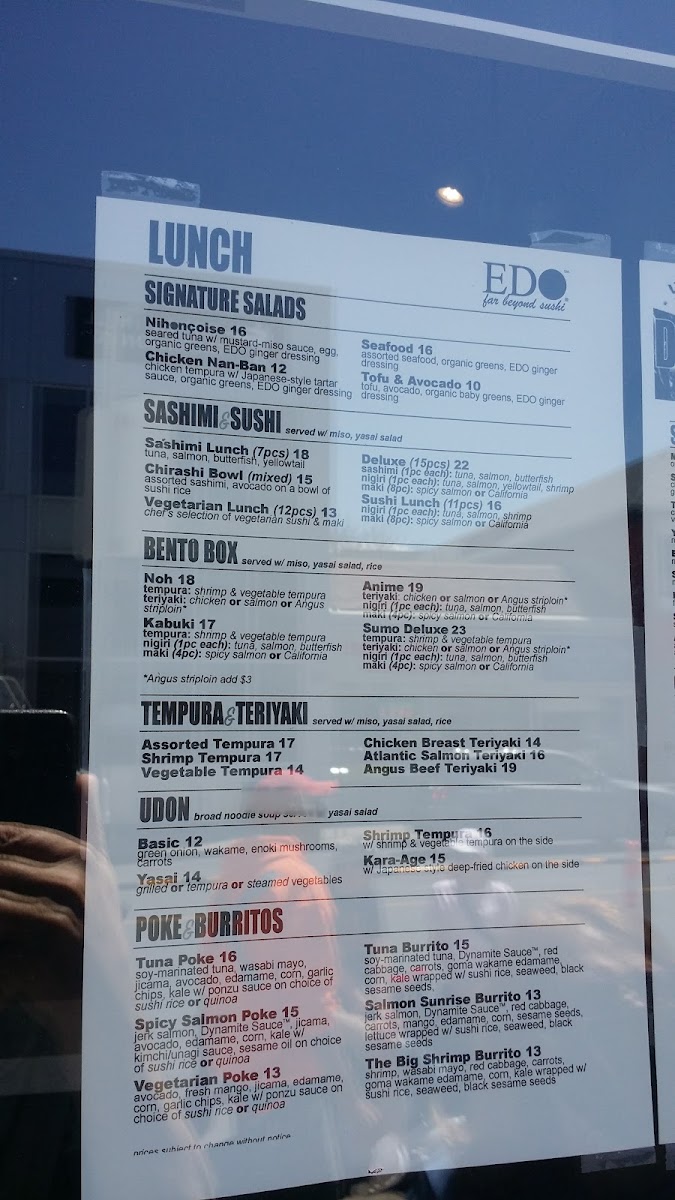 LUNCH
EDO
far beyond sushi
SIGNATURE SALADS
Nihonçoise 16
seared tuna w/ mustard-miso sauce, egg,
organic greens, EDO ginger dressing
Chicken Nan-Ban 12
chicken tempura w/ Japanese-style tartar
sauce, organic greens, EDO ginger dressing
Seafood 16
assorted seafood, organic greens, EDO ginger
dressing
Tofu & Avocado 10
tofu, avocado, organic baby greens, EDO ginger
dressing
SASHIMI & SUSHI served w/ miso, yasai salad
Sashimi Lunch (7pcs) 18
tuna, salmon, butterfish, yellowtail
Chirashi Bowl (mixed) 15
assorted sashimi, avocado on a bowl of
sushi rice
Vegetarian Lunch (12pcs) 13
chef's selection of vegetarian sushi & maki
Deluxe (15pcs) 22
sashimi (1pc each): tuna, salmon, butterfish
nigiri (1pc each): tuna, salmon, yellowtail, shrimp
maki (8pc): spicy salmon or California
Sushi Lunch (11pcs) 16
nigiri (1pc each): tuna, salmon, shrimp
maki (8pc): spicy salmon or California
BENTO BOX served w/ miso, yasai salad, rice
Noh 18
tempura: shrimp & vegetable tempura
teriyaki: chicken or salmon or Angus
striploin*
Kabuki 17
tempura: shrimp & vegetable tempura
nigiri (1pc each): tuna, salmon, butterfish
maki (4pc): spicy salmon or California
*Angus striploin add $3
Anime 19
teriyaki: chicken or salmon or Angus striploin*
nigiri (1pc each): tuna, salmon, butterfish
maki (4pc): spicy salmon or California
Sumo Deluxe 23
tempura: shrimp & vegetable tempura
teriyaki: chicken or salmon or Angus striploin*
nigiri (1pc each): tuna, salmon, butterfish
maki (4pc): spicy salmon or California
TEMPURA & TERIYAKI served w/ miso, yasai salad, rice
Assorted Tempura 17
Shrimp Tempura 17
Vegetable Tempura 14
Chicken Breast Teriyaki 14
Atlantic Salmon Teriyaki 16
Angus Beef Teriyaki 19
UDON broad noodle soup yasai salad
Basic 12
green onion, wakame, enoki mushrooms,
carrots
Yasai 14
grilled or tempura or steamed vegetables
Shrimp Tempura 16
w/ shrimp & vegetable tempura on the side
Kara-Age 15
w/ Japanese style deep-fried chicken on the side
POKE & BURRITOS
Tuna Poke 16
soy-marinated tuna, wasabi mayo,
jicama, avocado, edamame, corn, garlic
chips, kale w/ ponzu sauce on choice of
sushi rice or quinoa
Spicy Salmon Poke 15
jerk salmon, Dynamite Sauce™, jicama,
avocado, edamame, corn, kale w/
kimchi/unagi sauce, sesame oil on choice
of sushi rice or quinoa
Vegetarian Poke 13
avocado, fresh mango, jicama, edamame,
corn, garlic chips, kale w/ ponzu sauce on
choice of sushi rice or quinoa
Tuna Burrito 15
soy-marinated tuna, Dynamite Sauce™, red
cabbage, carrots, goma wakame edamame,
corn, kale wrapped w/ sushi rice, seaweed, black
sesame seeds,
Salmon Sunrise Burrito 13
jerk salmon, Dynamite Sauce™, red cabbage,
carrots, mango, edamame, corn, sesame seeds,
lettuce wrapped w/ sushi rice, seaweed, black
sesame seeds
The Big Shrimp Burrito 13
shrimp, wasabi mayo, red cabbage, carrots,
goma wakame edamame, corn, kale wrapped w/
sushi rice, seaweed, black sesame seeds
prices subject to change without notice